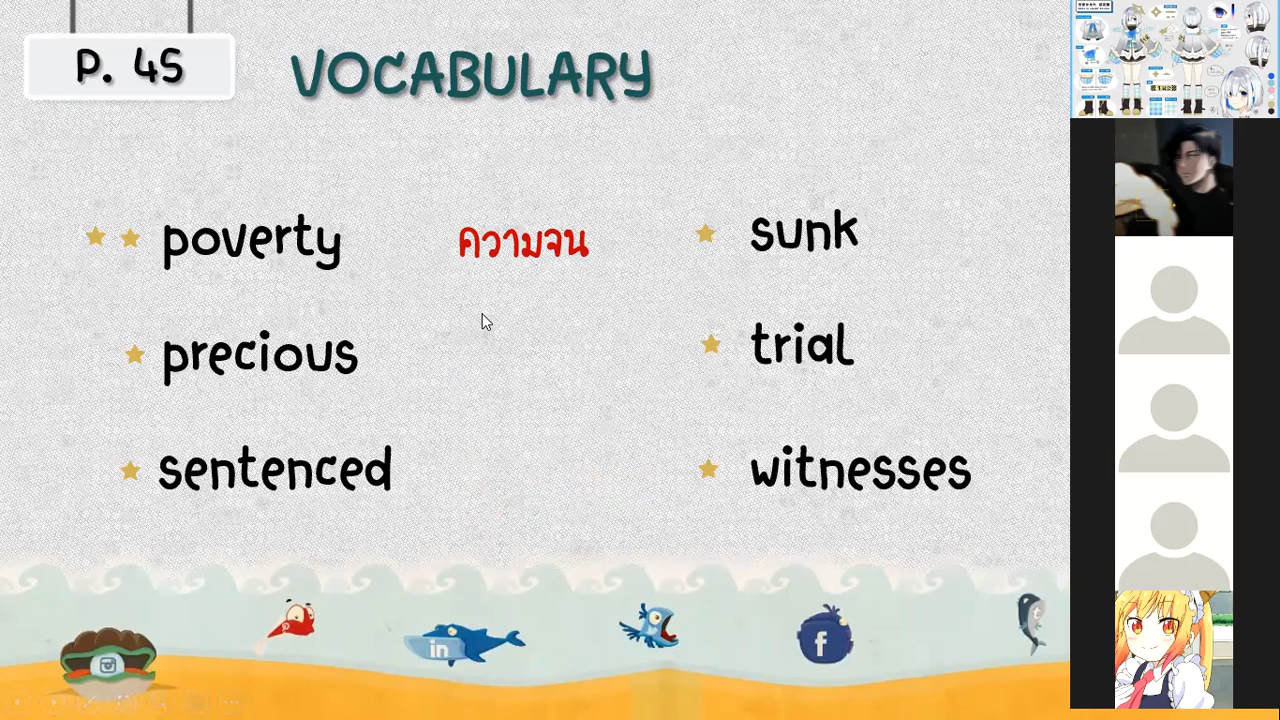 P. 45
VOCABULARY
poverty
ความจน
precious
sentenced
sunk
trial
witnesses
in
f